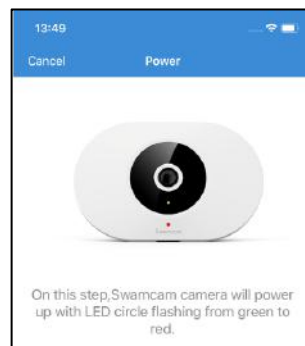 13:49
Cancel Power
Swamcam
On this step,Swamcam camera will power
up with LED circle flashing from green to
red.